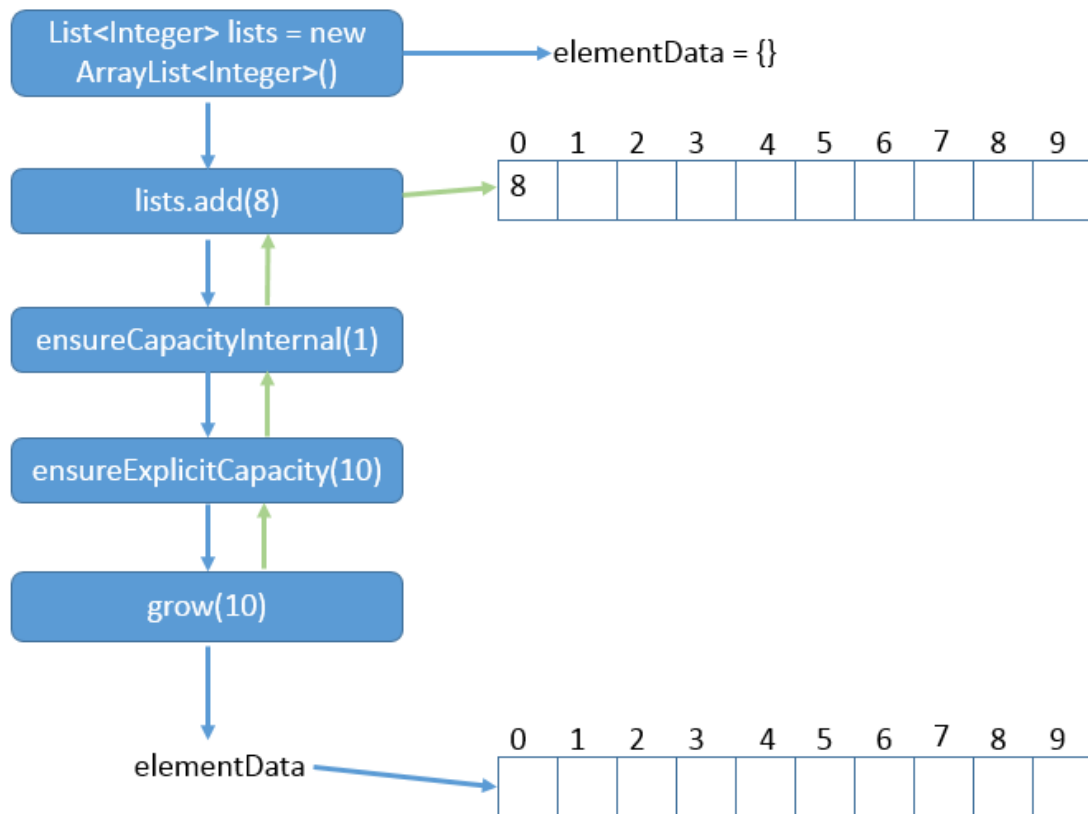 List<Integer> lists = new
ArrayList<Integer>()
elementData = {}
0 1 2 3 4 5 6 7 8 9
lists.add(8)
8
ensureCapacityInternal(1)
ensureExplicitCapacity(10)
grow(10)
elementData
0 1 2 3 4 5 6 7 8 9